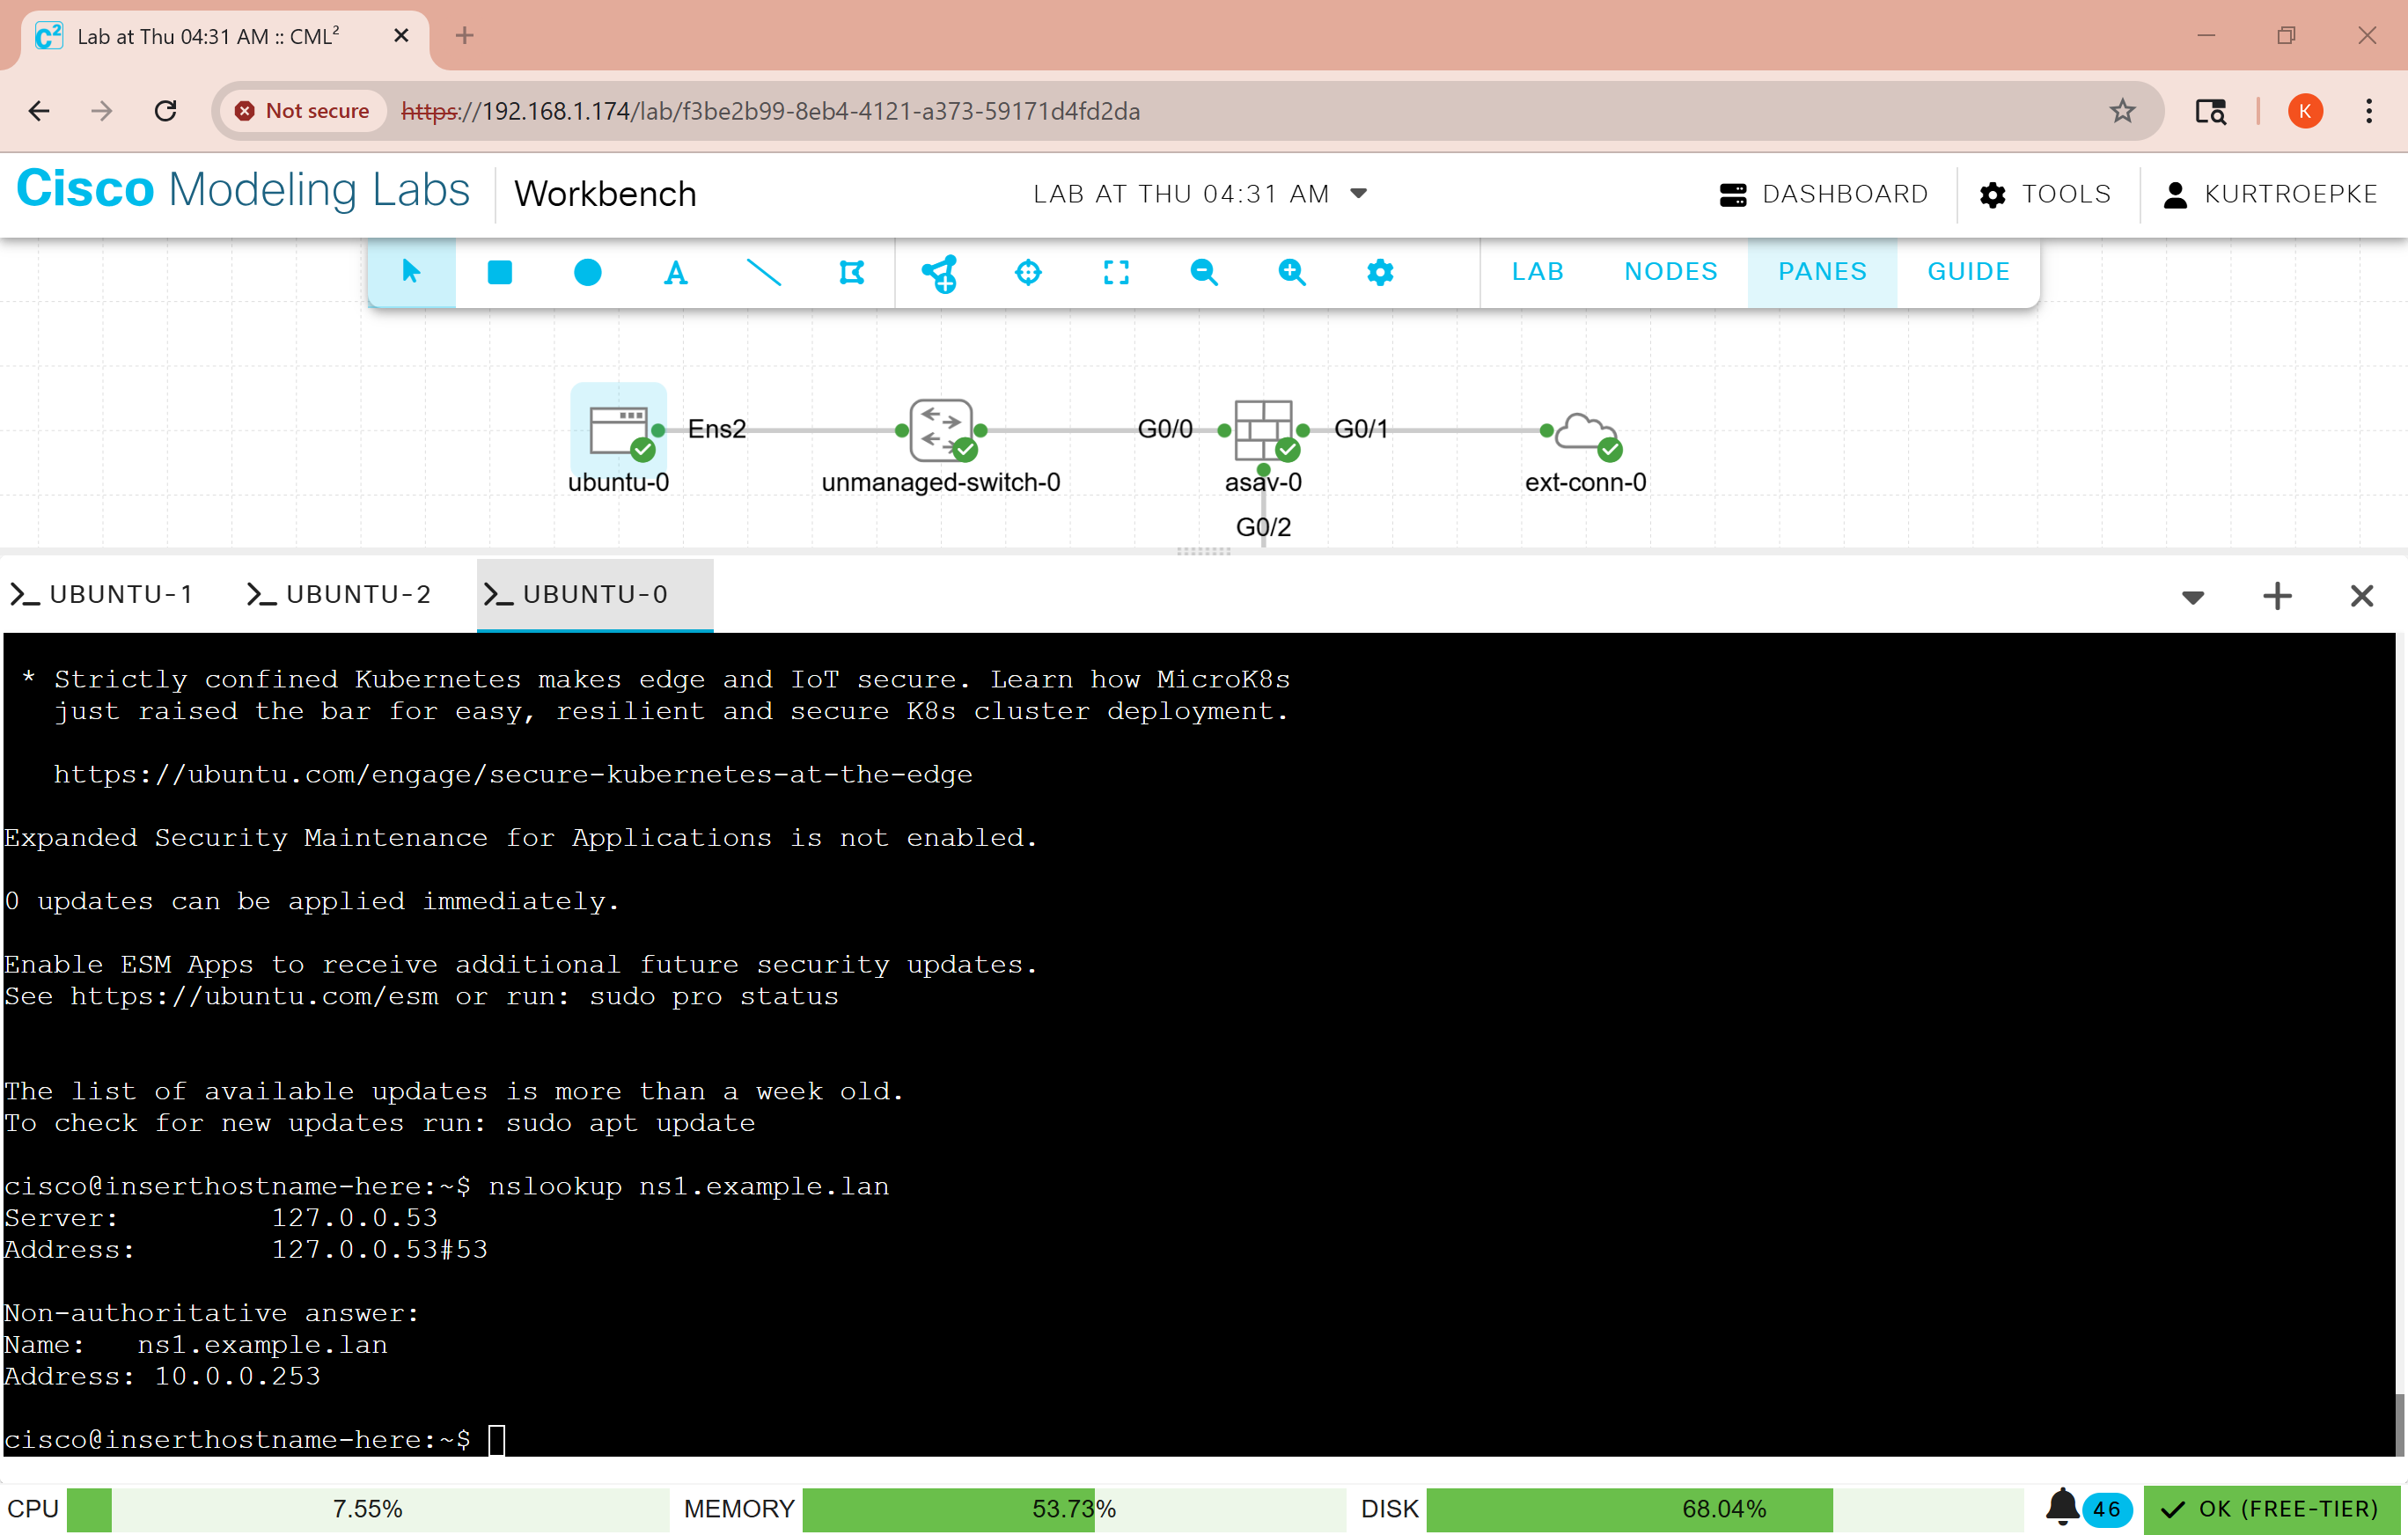 Lab at Thu 04:31 AM :: CML²
Not secure https://192.168.1.174/lab/f3be2b99-8eb4-4121-a373-59171d4fd2da K
Cisco Modeling Labs Workbench LAB AT THU 04:31 AM DASHBOARD TOOLS KURTROEPKE
A LAB NODES PANES GUIDE
Ens2 G0/0 G0/1
ubuntu-0 unmanaged-switch-0 asav-0 ext-conn-0
G0/2
UBUNTU-1 UBUNTU-2 UBUNTU-0
* Strictly confined Kubernetes makes edge and IoT secure. Learn how MicroK8s
just raised the bar for easy, resilient and secure K8s cluster deployment.
https://ubuntu.com/engage/secure-kubernetes-at-the-edge
Expanded Security Maintenance for Applications is not enabled.
0 updates can be applied immediately.
Enable ESM Apps to receive additional future security updates.
See https://ubuntu.com/esm or run: sudo pro status
The list of available updates is more than a week old.
To check for new updates run: sudo apt update
cisco@inserthostname-here:~$ nslookup ns1.example.lan
Server: 127.0.0.53
Address: 127.0.0.53#53
Non-authoritative answer:
Name: ns1.example.lan
Address: 10.0.0.253
cisco@inserthostname-here:~$
CPU 7.55% MEMORY 53.73% DISK 68.04% 46 OK (FREE-TIER)